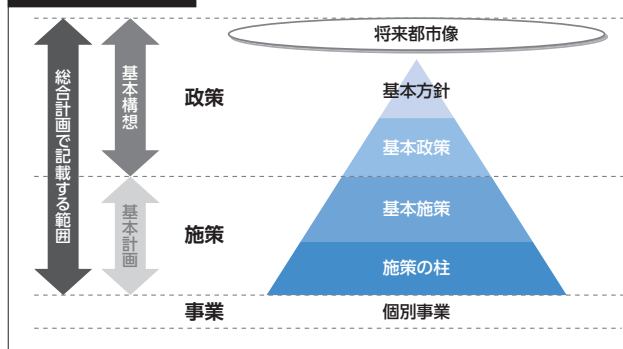 将来都市像
総合計画で記載する範囲
基本構想
政策
基本方針
基本政策
基本計画
施策
基本施策
施策の柱
事業
個別事業